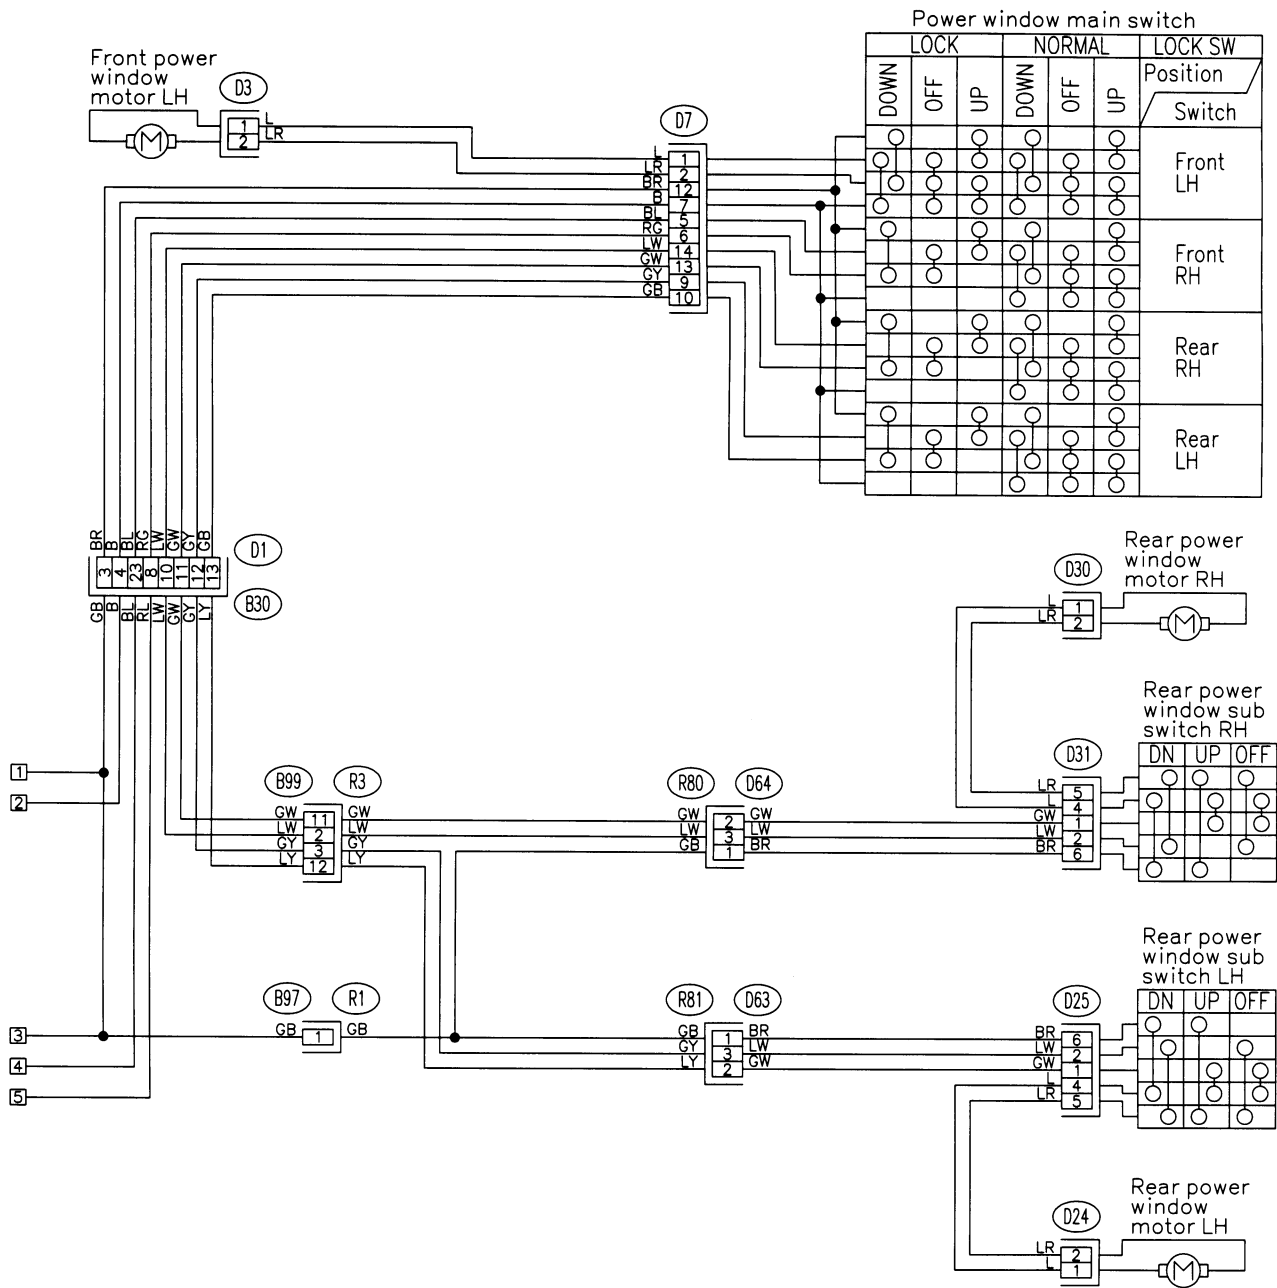 Power window main switch
LOCK NORMAL LOCK SW
DOWN OFF UP DOWN OFF UP Position
Switch
Front
LH
Front
RH
Rear
RH
Rear
LH
Front power
window
motor LH
D3
1 L
2 LR
M
D7
L 1
LR 2
BR 12
B 7
BL 5
RG 6
LW 14
GW 13
GY 9
GB 10
BR B BL RG LW GW GY GB
3 4 23 8 10 11 12 13
GB B BL RL LW GW GY LY
D1
B30
Rear power
window
motor RH
D30
L 1
LR 2
M
Rear power
window sub
switch RH
DN UP OFF
D31
LR 5
L 4
GW 1
LW 2
BR 6
1
2
B99 R3
GW 11 GW
LW 2 LW
GY 3 GY
LY 12 LY
R80 D64
GW 2 GW
LW 3 LW
GB 1 BR
Rear power
window sub
switch LH
DN UP OFF
B97 R1
GB 1 GB
R81 D63
GB 1 BR
GY 3 LW
LY 2 GW
D25
BR 6
LW 2
GW 1
L 4
LR 5
3
4
5
Rear power
window
motor LH
D24
LR 2
L 1
M